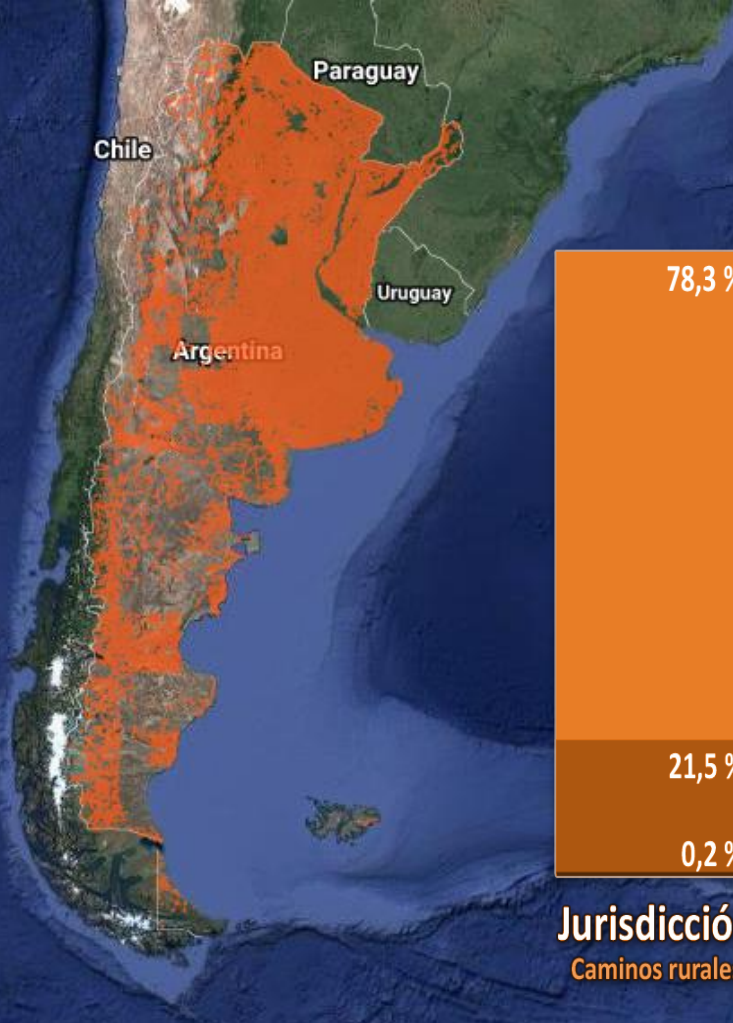 Paraguay
Chile
78,3 %
Uruguay
Argentina
21,5 %
0,2 %
Jurisdicció
Caminos rurale